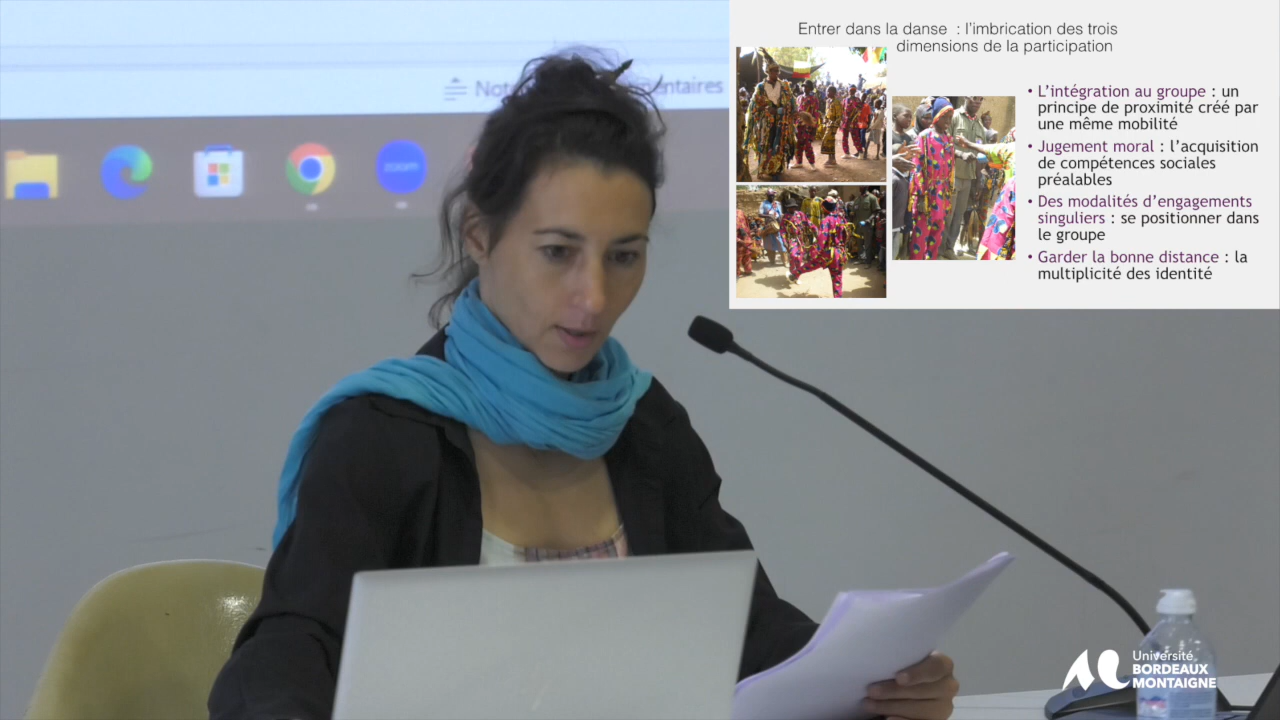 Entrer dans la danse : l'imbrication des trois
dimensions de la participation
• L'intégration au groupe : un
principe de proximité créé par
une même mobilité
• Jugement moral : l'acquisition
de compétences sociales
préalables
• Des modalités d'engagements
singuliers : se positionner dans
le groupe
• Garder la bonne distance : la
multiplicité des identité
zoom
Université
BORDEAUX
MONTAIGNE